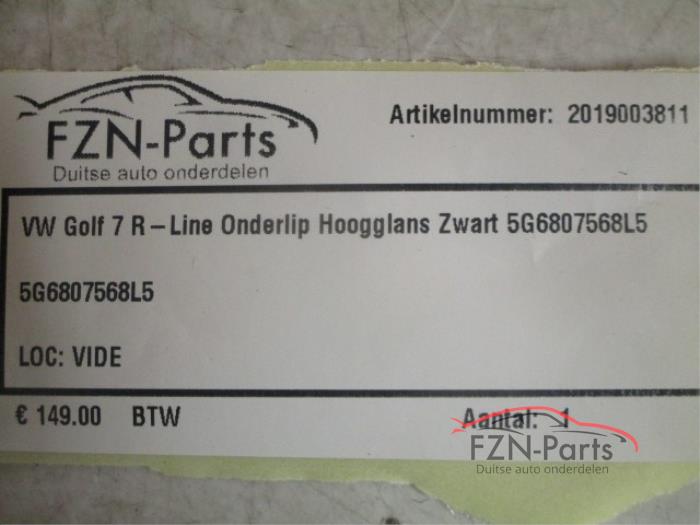 FZN-Parts
Duitse auto onderdelen
Artikelnummer: 2019003811
VW Golf 7 R-Line Onderlip Hoogglans Zwart 5G6807568L5
5G6807568L5
LOC: VIDE
€ 149.00 BTW
Aantal: 1
FZN-Parts
Duitse auto onderdelen